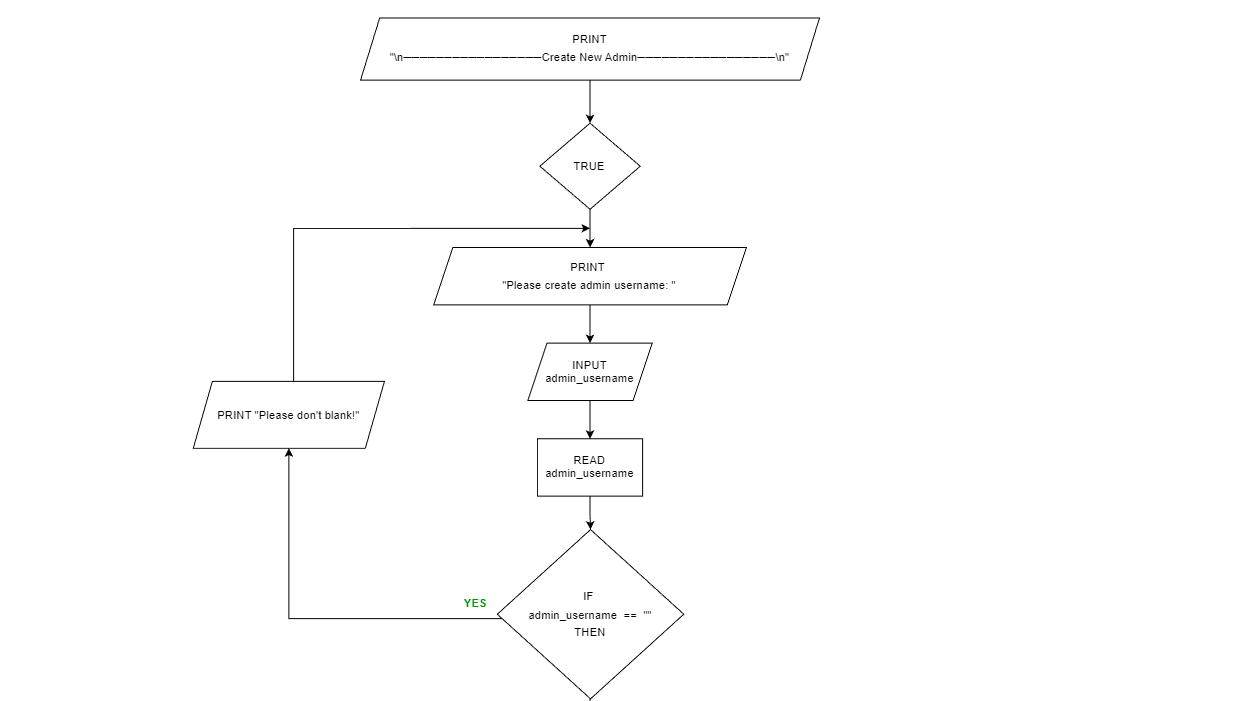 PRINT
"\n-----------------Create New Admin-----------------\n"
TRUE
PRINT
"Please create admin username: "
INPUT
admin_username
PRINT "Please don't blank!"
READ
admin_username
YES
IF
admin_username == ""
THEN